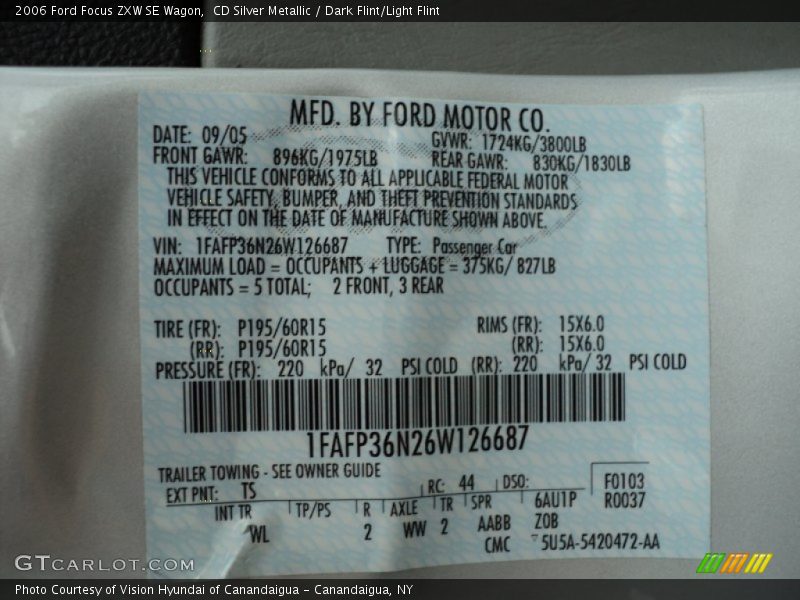 2006 Ford Focus ZXW SE Wagon,  CD Silver Metallic / Dark Flint/Light Flint
MFD. BY FORD MOTOR CO.
DATE: 09/05 GVWR: 1724KG/3800LB
FRONT GAWR: 896KG/1975LB REAR GAWR: 830KG/1830LB
THIS VEHICLE CONFORMS TO ALL APPLICABLE FEDERAL MOTOR
VEHICLE SAFETY, BUMPER, AND THEFT PREVENTION STANDARDS
IN EFFECT ON THE DATE OF MANUFACTURE SHOWN ABOVE.
VIN: 1FAFP36N26W126687 TYPE: Passenger Car
MAXIMUM LOAD = OCCUPANTS + LUGGAGE = 375KG/ 827LB
OCCUPANTS = 5 TOTAL; 2 FRONT, 3 REAR
TIRE (FR): P195/60R15 RIMS (FR): 15X6.0
(RR): P195/60R15 (RR): 15X6.0
PRESSURE (FR): 220 kPa/ 32 PSI COLD (RR): 220 kPa/ 32 PSI COLD
1FAFP36N26W126687
TRAILER TOWING - SEE OWNER GUIDE
EXT PNT: TS RC: 44 DSO: F0103
INT TR TP/PS R AXLE TR SPR 6AU1P R0037
WL 2 WW 2 AABB Z0B
CMC 5U5A-5420472-AA
GTCARLOT.COM
Photo Courtesy of Vision Hyundai of Canandaigua - Canandaigua, NY